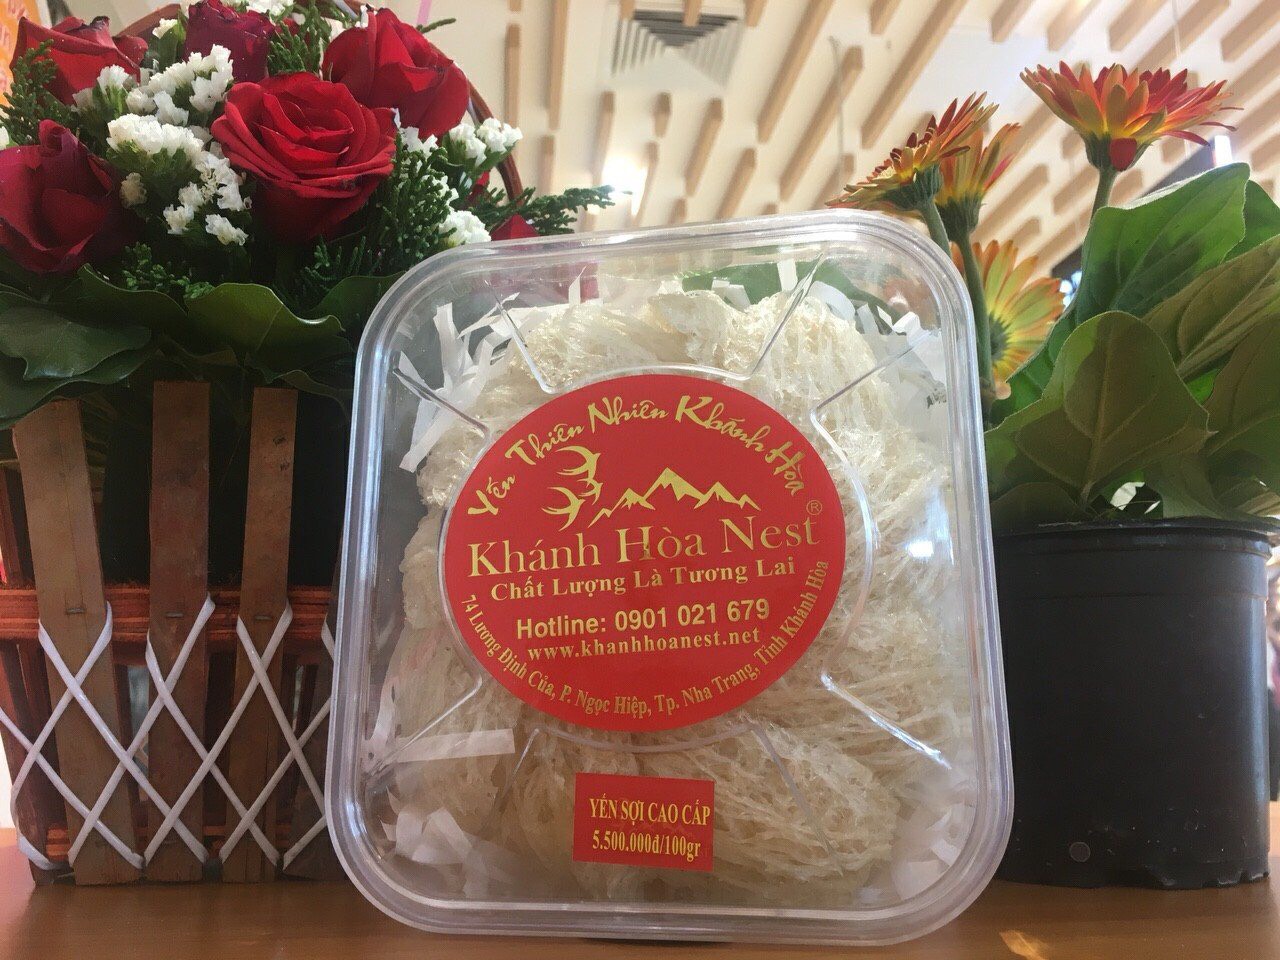 Yến Thiên Nhiên Khánh Hòa
Khánh Hòa Nest®
Chất Lượng Là Tương Lai
Hotline: 0901 021 679
www.khanhhoanest.net
74 Lương Định Của, P. Ngọc Hiệp, Tp. Nha Trang, Tỉnh Khánh Hòa
YẾN SỢI CAO CẤP
5.500.000đ/100gr